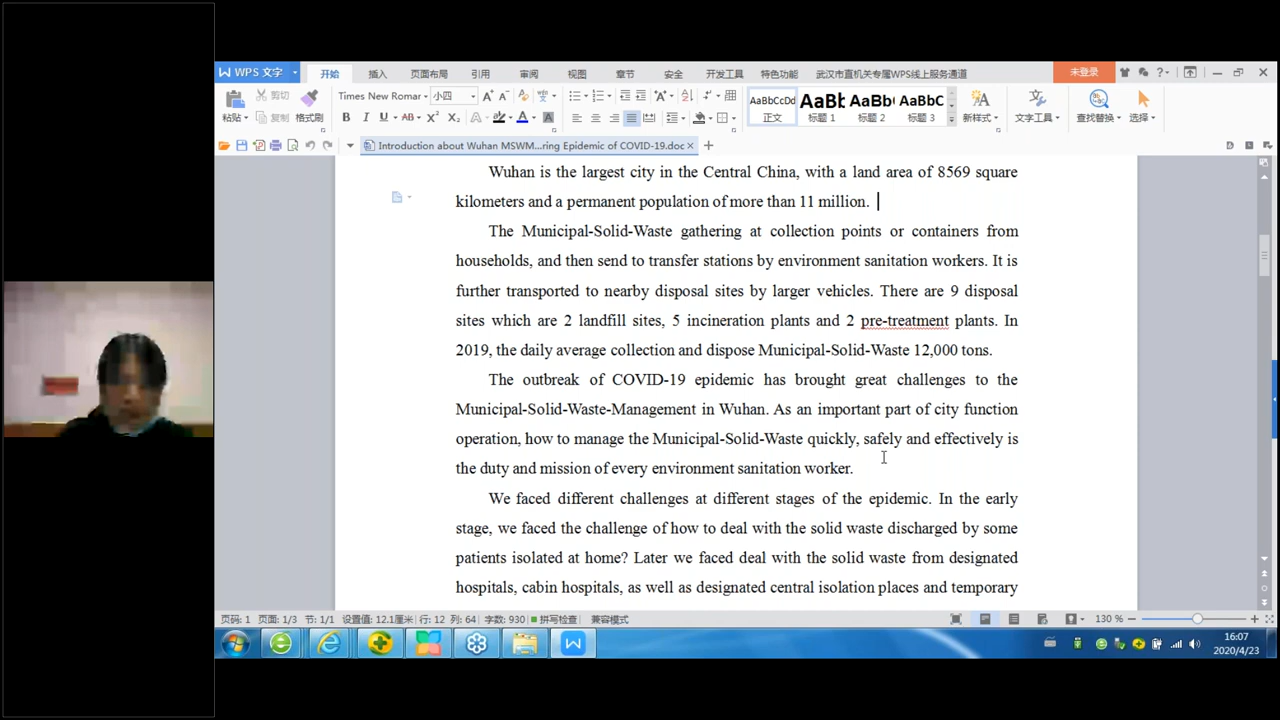 WPS 文字
开始 插入 页面布局 引用 审阅 视图 章节 安全 开发工具 特色功能 武汉市直机关专属WPS线上服务通道
未登录
粘贴 剪切 复制 格式刷
Times New Romar 小四
B I U AB X² X₂
AaBbCcDd AaBb AaBb AaBbC
正文 标题 1 标题 2 标题 3 新样式 文字工具 查找替换 选择
Introduction about Wuhan MSWM...ring Epidemic of COVID-19.doc
Wuhan is the largest city in the Central China, with a land area of 8569 square
kilometers and a permanent population of more than 11 million.
The Municipal-Solid-Waste gathering at collection points or containers from
households, and then send to transfer stations by environment sanitation workers. It is
further transported to nearby disposal sites by larger vehicles. There are 9 disposal
sites which are 2 landfill sites, 5 incineration plants and 2 pre-treatment plants. In
2019, the daily average collection and dispose Municipal-Solid-Waste 12,000 tons.
The outbreak of COVID-19 epidemic has brought great challenges to the
Municipal-Solid-Waste-Management in Wuhan. As an important part of city function
operation, how to manage the Municipal-Solid-Waste quickly, safely and effectively is
the duty and mission of every environment sanitation worker.
We faced different challenges at different stages of the epidemic. In the early
stage, we faced the challenge of how to deal with the solid waste discharged by some
patients isolated at home? Later we faced deal with the solid waste from designated
hospitals, cabin hospitals, as well as designated central isolation places and temporary
页码: 1 页面: 1/3 节: 1/1 设置值: 12.1厘米 行: 12 列: 64 字数: 930 拼写检查 兼容模式 130 %
16:07
2020/4/23